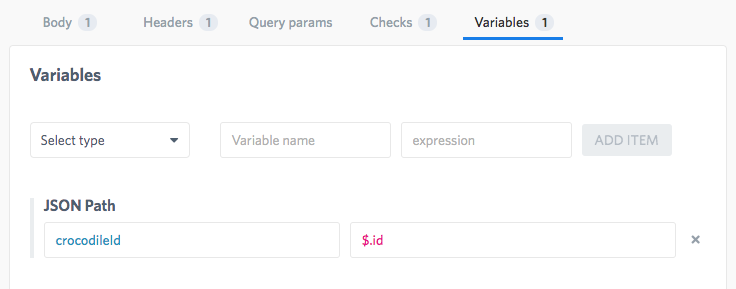 Body 1 Headers 1 Query params Checks 1 Variables 1
Variables
Select type Variable name expression ADD ITEM
JSON Path
crocodileId $.id ×